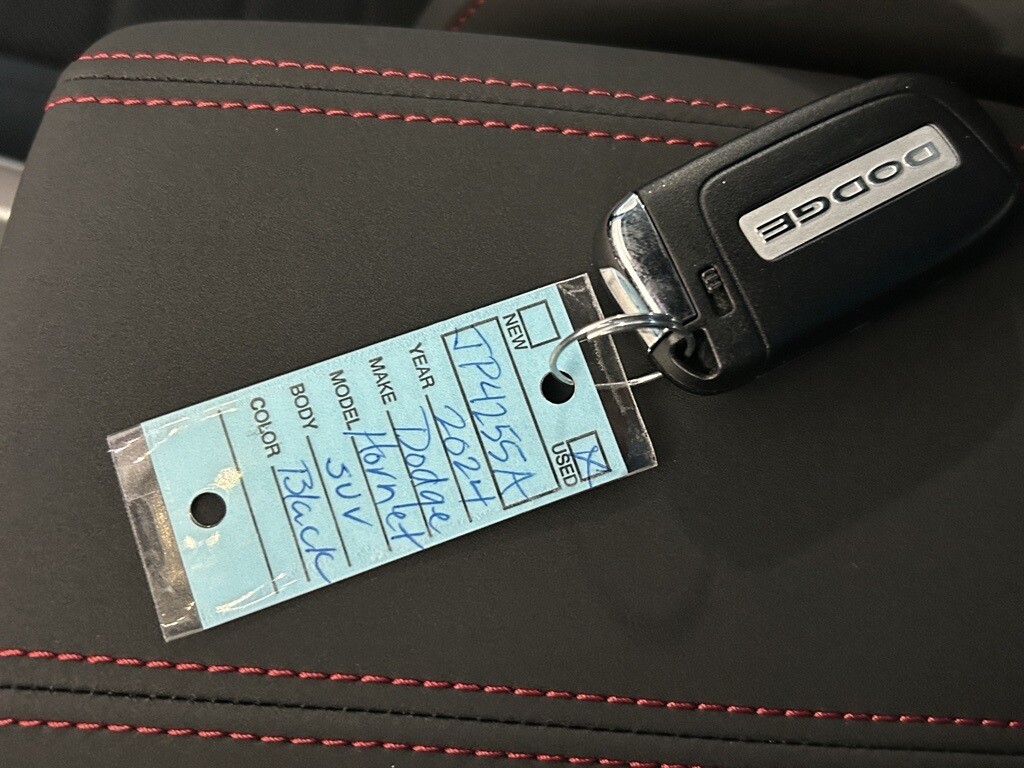 DODGE
NEW USED X
JP4255A
YEAR 2024
MAKE Dodge
MODEL Hornet
BODY SUV
COLOR Black